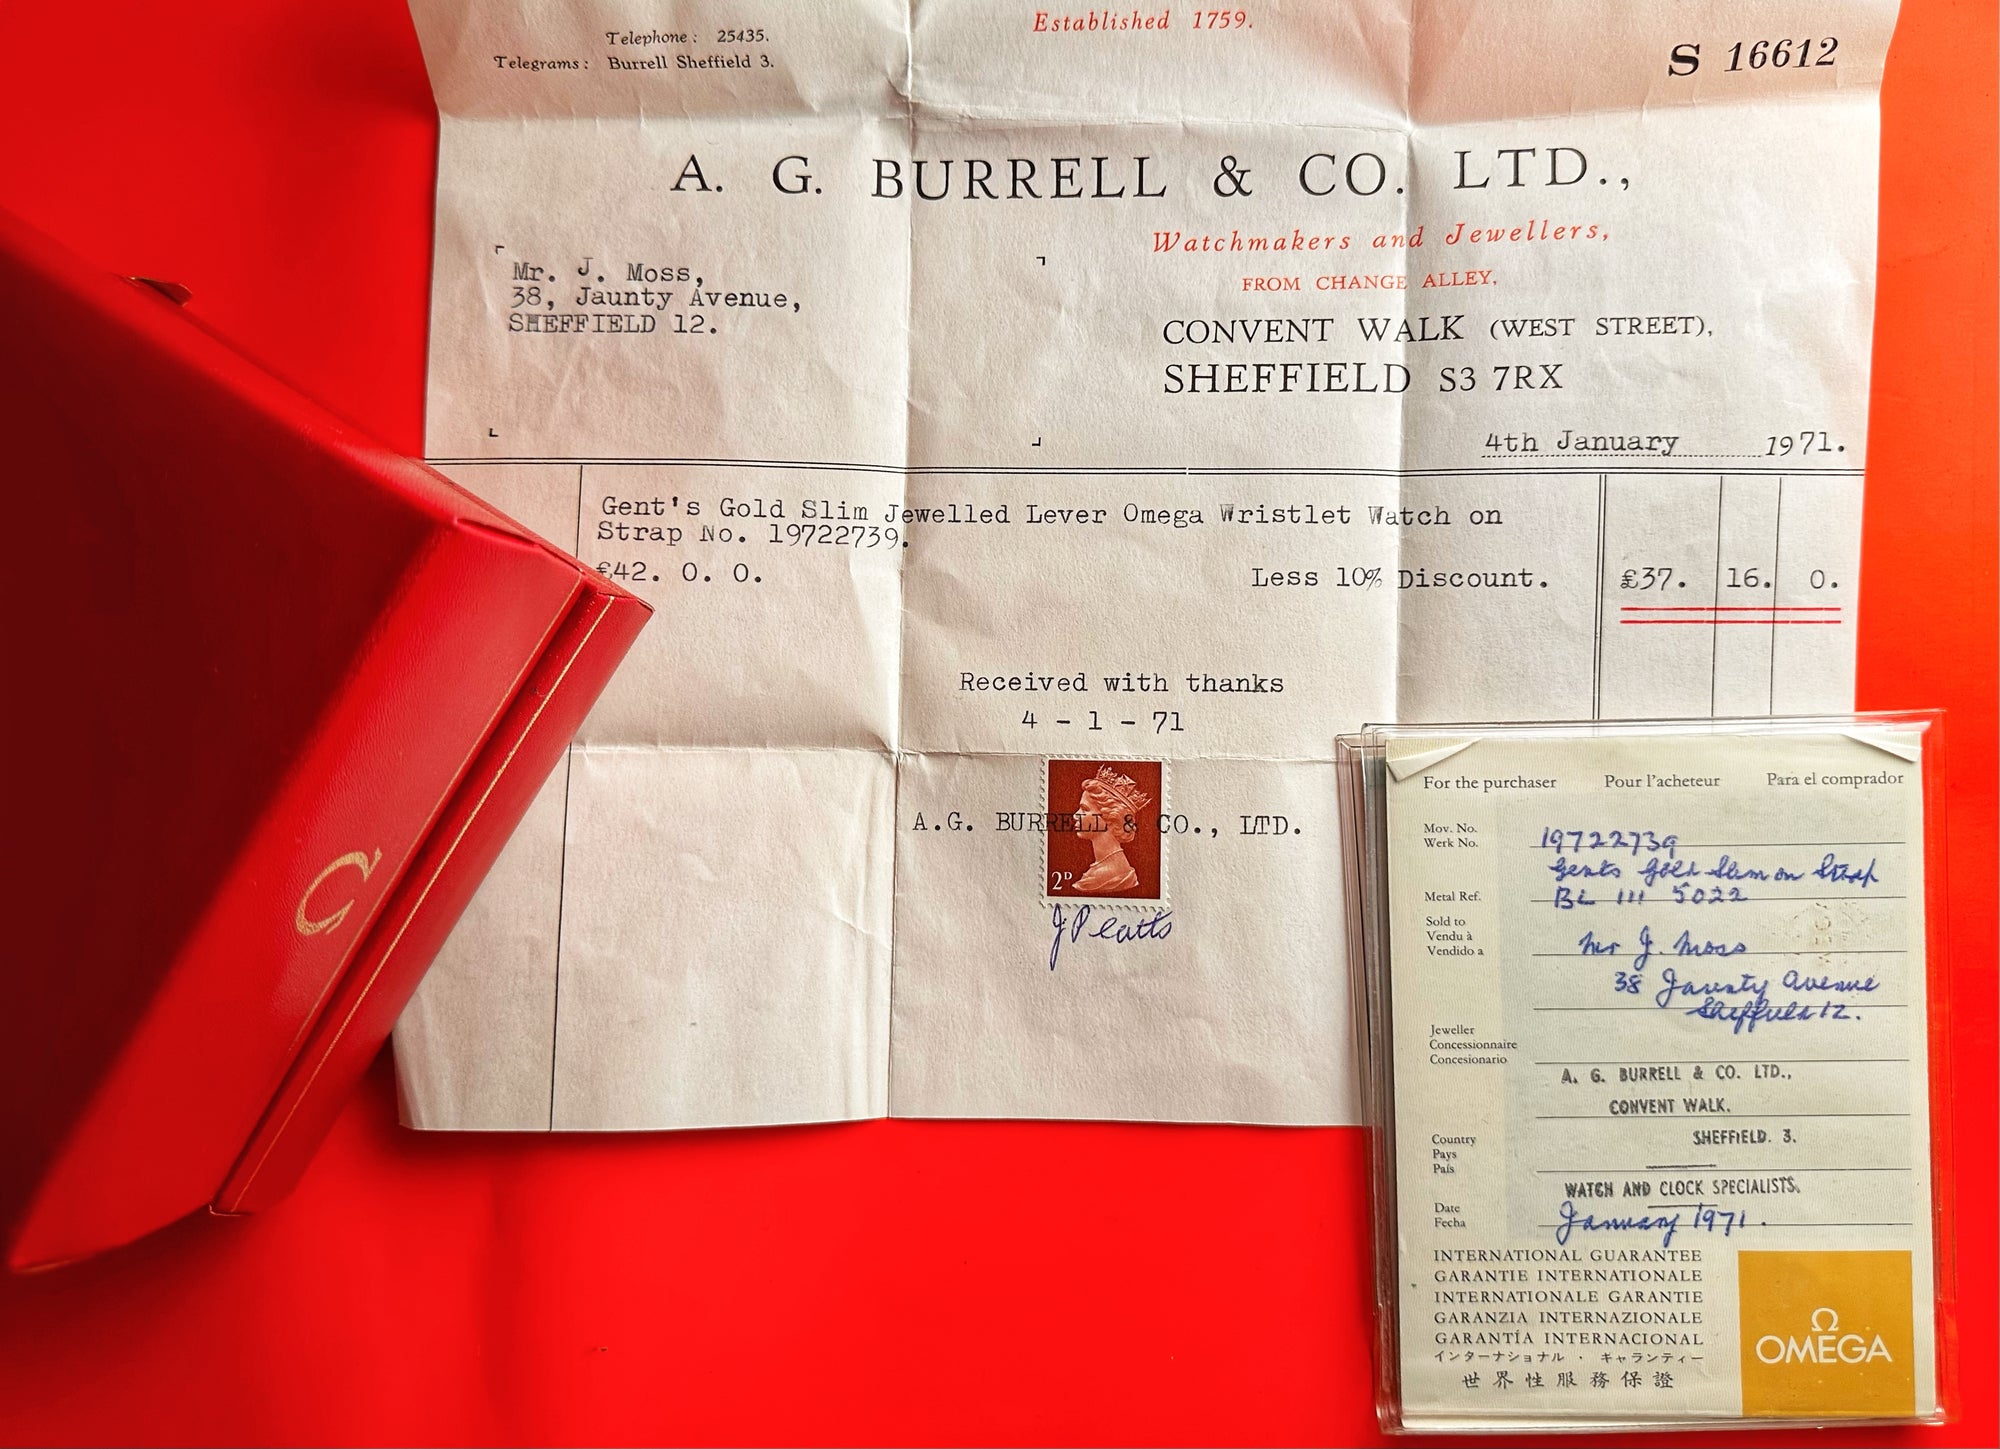 Established 1759.
Telephone: 25435.
Telegrams: Burrell Sheffield 3.
S 16612
A. G. BURRELL & CO. LTD.,
Watchmakers and Jewellers,
FROM CHANGE ALLEY,
CONVENT WALK (WEST STREET),
SHEFFIELD S3 7RX
Mr. J. Moss,
38, Jaunty Avenue,
SHEFFIELD 12.
4th January 1971.
Gent's Gold Slim Jewelled Lever Omega Wristlet Watch on
Strap No. 19722739.
£42. 0. 0. Less 10% Discount. £37. 16. 0.
Received with thanks
4 - 1 - 71
A.G. BURRELL & CO., LTD.
2D
For the purchaser Pour l'acheteur Para el comprador
Mov. No.
Werk No.
19722739
Gents Gold Slim on Strap
Metal Ref. BL 111 5022
Sold to
Vendu à
Vendido a
Mr J. Moss
38 Jaunty Avenue
Sheffield 12.
Jeweller
Concessionnaire
Concesionario
A. G. BURRELL & CO. LTD.,
CONVENT WALK.
SHEFFIELD. 3.
Country
Pays
País
WATCH AND CLOCK SPECIALISTS.
Date
Fecha
January 1971.
INTERNATIONAL GUARANTEE
GARANTIE INTERNATIONALE
INTERNATIONALE GARANTIE
GARANZIA INTERNAZIONALE
GARANTÍA INTERNACIONAL
インターナショナル・ギャランティー
世界性服務保證
Ω
OMEGA